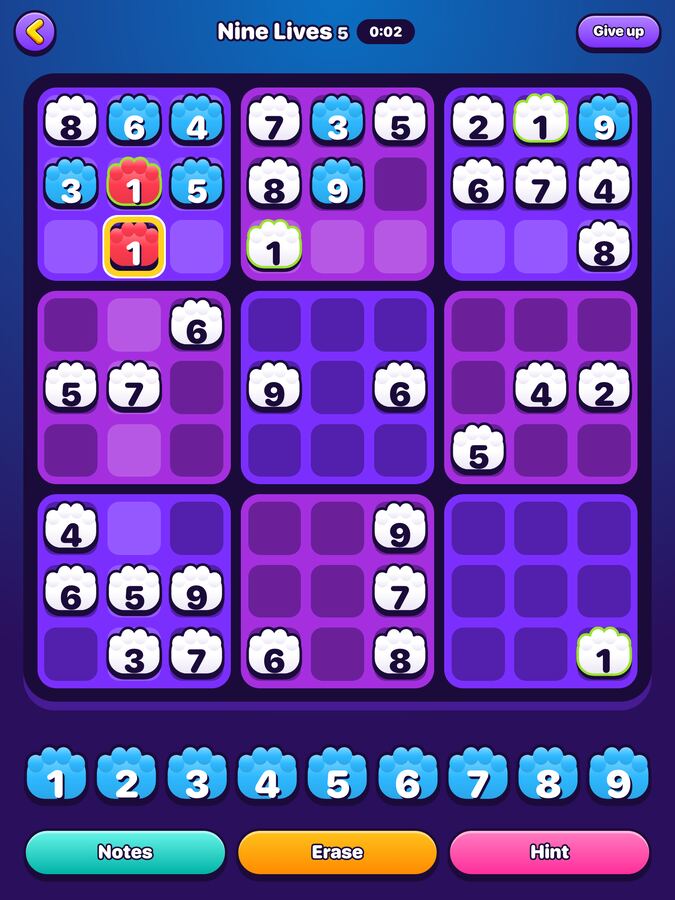 Nine Lives 5 0:02 Give up
8 6 4 7 3 5 2 1 9
3 1 5 8 9 6 7 4
1 1 8
6
5 7 9 6 4 2
5
4 9
6 5 9 7
3 7 6 8 1
1 2 3 4 5 6 7 8 9
Notes Erase Hint